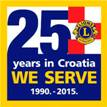 25
years in Croatia
WE SERVE
1990. - 2015.